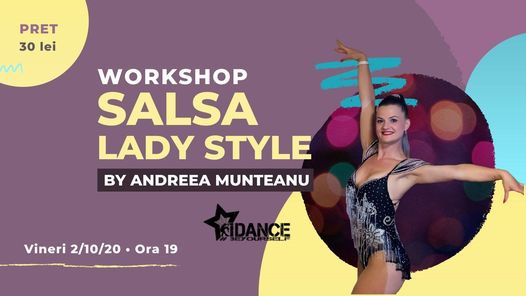 PRET
30 lei
WORKSHOP
SALSA
LADY STYLE
BY ANDREEA MUNTEANU
DANCE
Vineri 2/10/20 • Ora 19